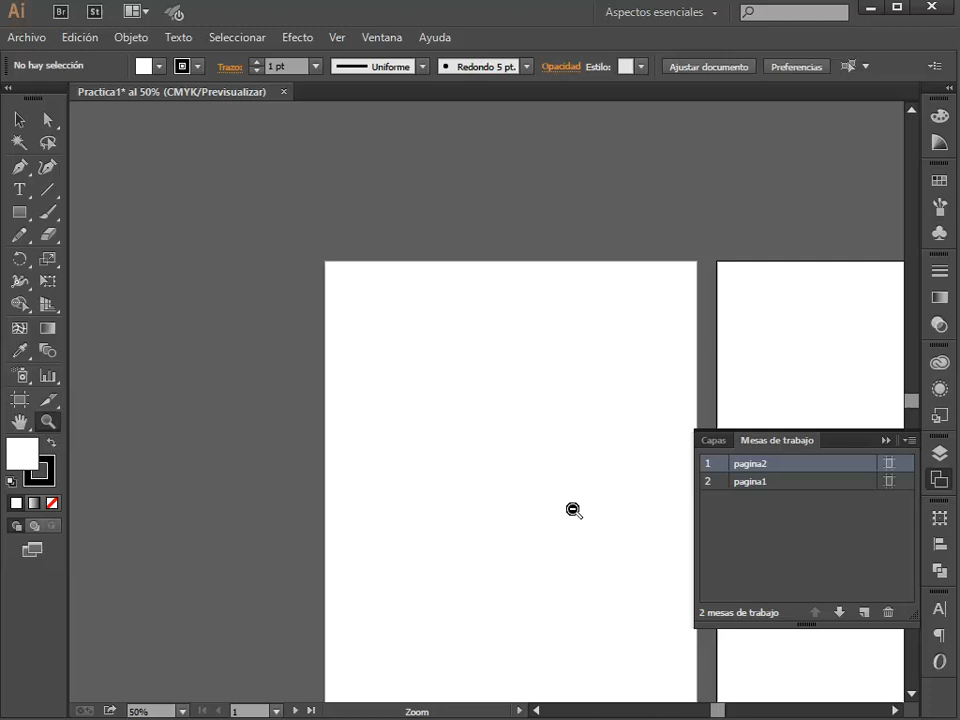 Ai Br St Aspectos esenciales
Archivo Edición Objeto Texto Seleccionar Efecto Ver Ventana Ayuda
No hay selección Trazo: 1 pt Uniforme Redondo 5 pt. Opacidad Estilo: Ajustar documento Preferencias
Practica1* al 50% (CMYK/Previsualizar) ×
T
Capas Mesas de trabajo
1 pagina2
2 pagina1
2 mesas de trabajo
A
50% 1 Zoom